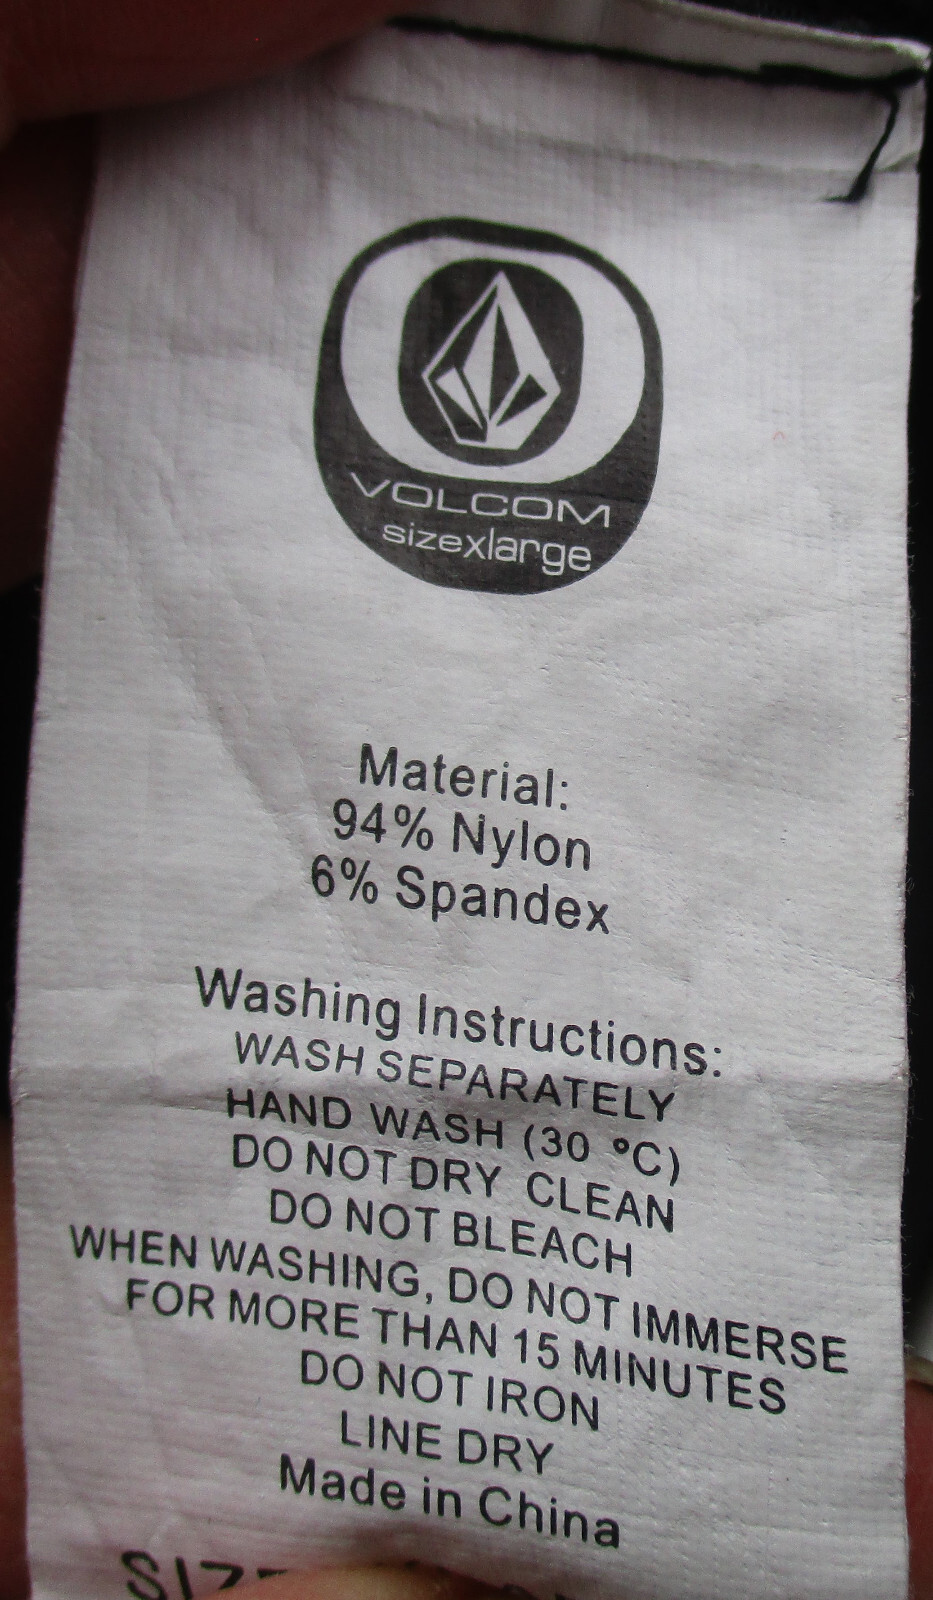 VOLCOM
sizexlarge
Material:
94% Nylon
6% Spandex
Washing Instructions:
WASH SEPARATELY
HAND WASH (30 °C)
DO NOT DRY CLEAN
DO NOT BLEACH
WHEN WASHING, DO NOT IMMERSE
FOR MORE THAN 15 MINUTES
DO NOT IRON
LINE DRY
Made in China